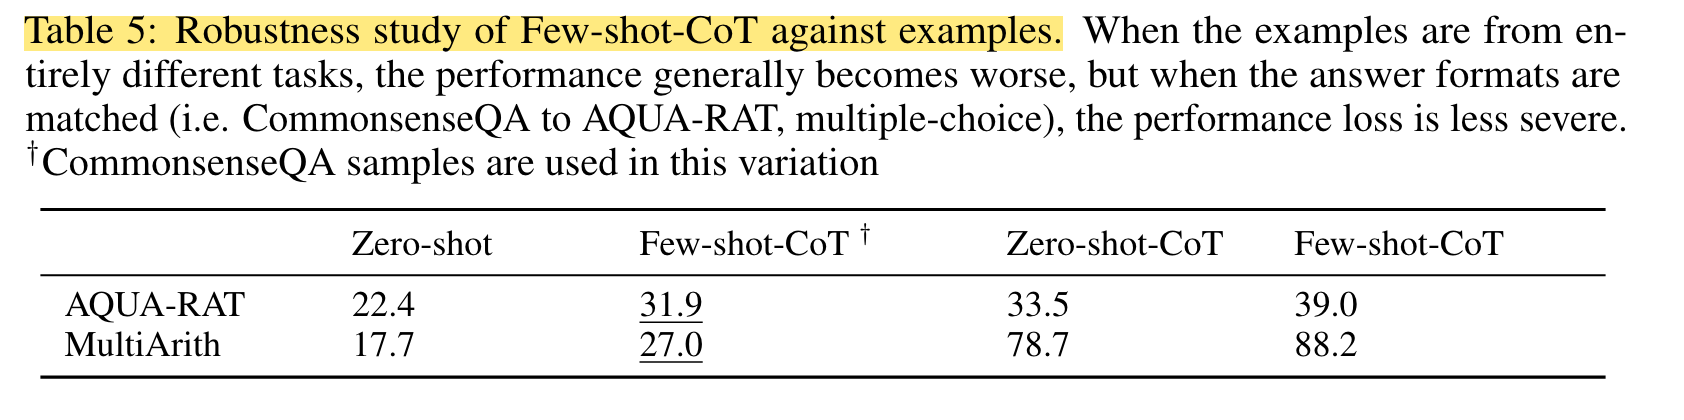 Table 5: Robustness study of Few-shot-CoT against examples. When the examples are from en-
tirely different tasks, the performance generally becomes worse, but when the answer formats are
matched (i.e. CommonsenseQA to AQUA-RAT, multiple-choice), the performance loss is less severe.
†CommonsenseQA samples are used in this variation
Zero-shot Few-shot-CoT † Zero-shot-CoT Few-shot-CoT
AQUA-RAT 22.4 31.9 33.5 39.0
MultiArith 17.7 27.0 78.7 88.2